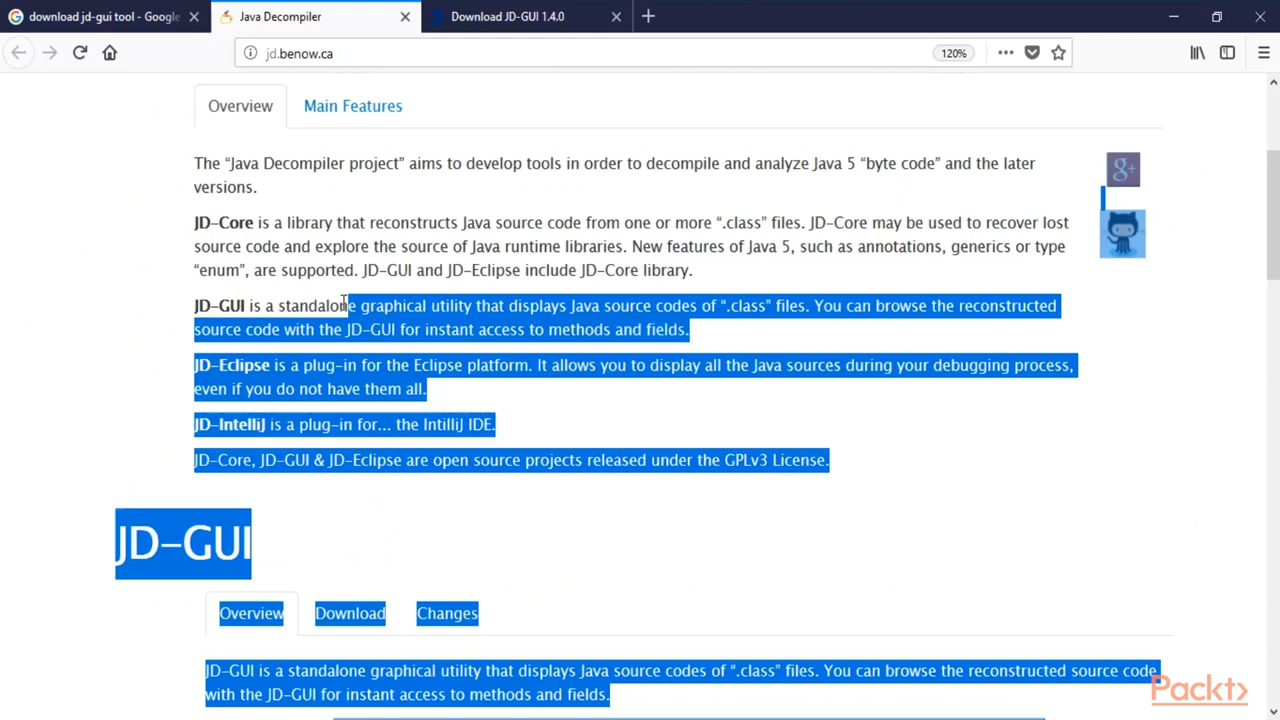 download jd-gui tool - Google
Java Decompiler
Download JD-GUI 1.4.0
jd.benow.ca
120%
Overview
Main Features
The “Java Decompiler project” aims to develop tools in order to decompile and analyze Java 5 “byte code” and the later
versions.
JD-Core is a library that reconstructs Java source code from one or more “.class” files. JD-Core may be used to recover lost
source code and explore the source of Java runtime libraries. New features of Java 5, such as annotations, generics or type
“enum”, are supported. JD-GUI and JD-Eclipse include JD-Core library.
JD-GUI is a standalone graphical utility that displays Java source codes of “.class” files. You can browse the reconstructed
source code with the JD-GUI for instant access to methods and fields.
JD-Eclipse is a plug-in for the Eclipse platform. It allows you to display all the Java sources during your debugging process,
even if you do not have them all.
JD-IntelliJ is a plug-in for... the IntilliJ IDE.
JD-Core, JD-GUI & JD-Eclipse are open source projects released under the GPLv3 License.
g+
JD-GUI
Overview
Download
Changes
JD-GUI is a standalone graphical utility that displays Java source codes of “.class” files. You can browse the reconstructed source code
with the JD-GUI for instant access to methods and fields.
Packt>